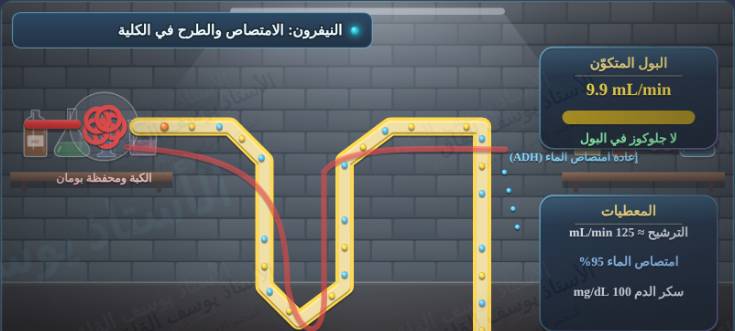 النيفرون: الامتصاص والطرح في الكلية
البول المتكوّن
9.9 mL/min
لا جلوكوز في البول
إعادة امتصاص الماء (ADH)
الكبة ومحفظة بومان
المعطيات
الترشيح ≈ 125 mL/min
امتصاص الماء 95%
سكر الدم 100 mg/dL